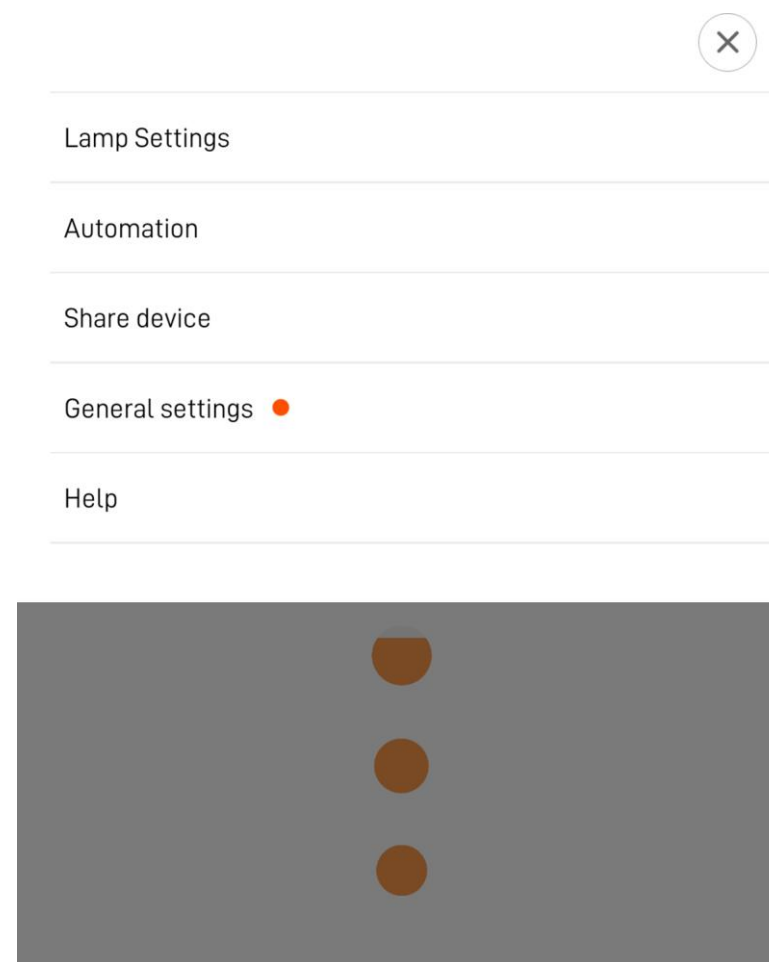 Lamp Settings
Automation
Share device
General settings
Help